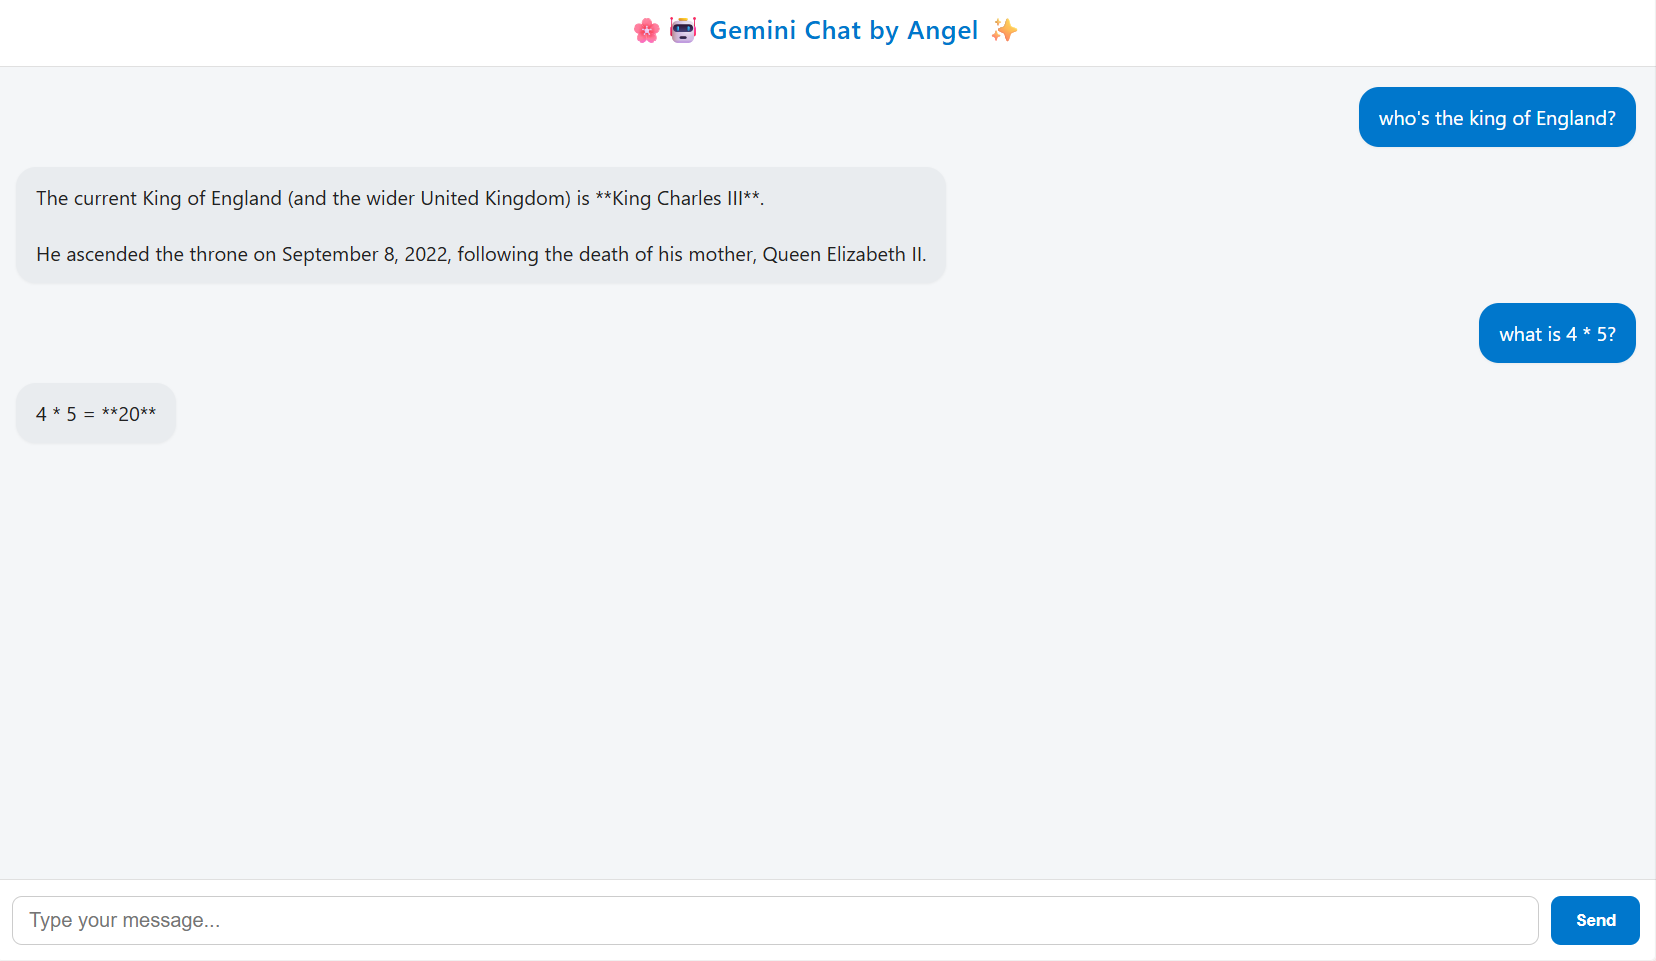 🌸 🤖 Gemini Chat by Angel ✨
who's the king of England?
The current King of England (and the wider United Kingdom) is **King Charles III**.
He ascended the throne on September 8, 2022, following the death of his mother, Queen Elizabeth II.
what is 4 * 5?
4 * 5 = **20**
Type your message...
Send